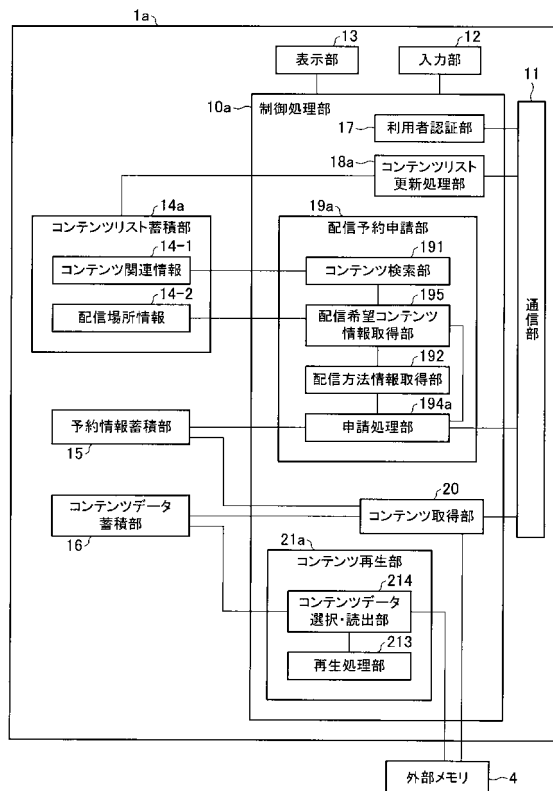 1a
13
表示部
12
入力部
11
10a
制御処理部
17
利用者認証部
18a
コンテンツリスト
更新処理部
14a
コンテンツリスト蓄積部
14-1
コンテンツ関連情報
14-2
配信場所情報
19a
配信予約申請部
191
コンテンツ検索部
195
配信希望コンテンツ
情報取得部
192
配信方法情報取得部
194a
申請処理部
通信部
予約情報蓄積部
15
コンテンツデータ
蓄積部
16
20
コンテンツ取得部
21a
コンテンツ再生部
214
コンテンツデータ
選択・読出部
213
再生処理部
外部メモリ
4